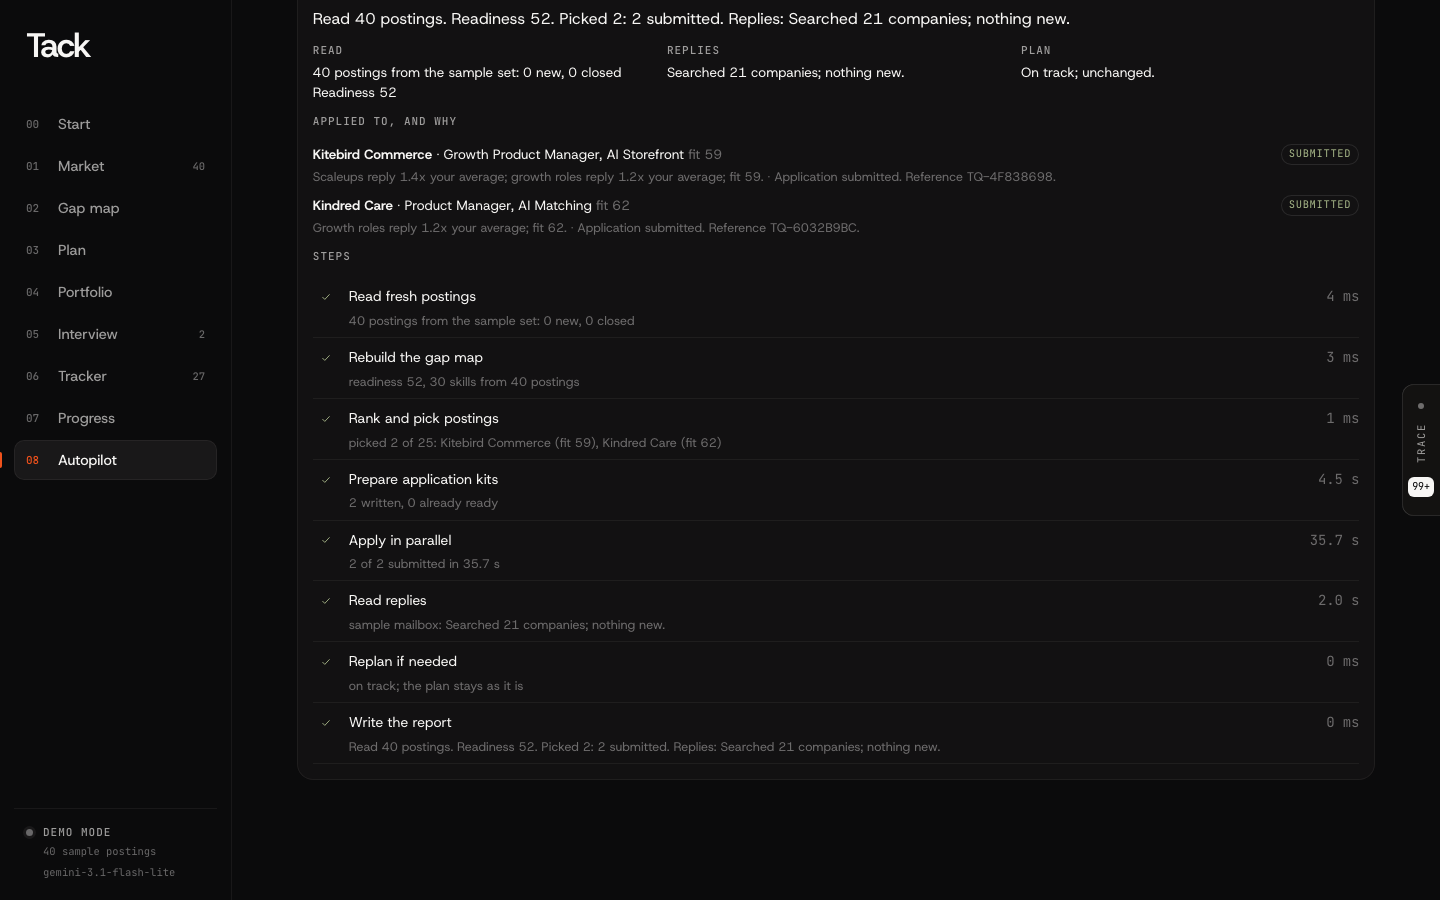 Tack
00 Start
01 Market 40
02 Gap map
03 Plan
04 Portfolio
05 Interview 2
06 Tracker 27
07 Progress
08 Autopilot
DEMO MODE
40 sample postings
gemini-3.1-flash-lite
Read 40 postings. Readiness 52. Picked 2: 2 submitted. Replies: Searched 21 companies; nothing new.
READ
40 postings from the sample set: 0 new, 0 closed
Readiness 52
REPLIES
Searched 21 companies; nothing new.
PLAN
On track; unchanged.
APPLIED TO, AND WHY
Kitebird Commerce · Growth Product Manager, AI Storefront fit 59 SUBMITTED
Scaleups reply 1.4x your average; growth roles reply 1.2x your average; fit 59. · Application submitted. Reference TQ-4F838698.
Kindred Care · Product Manager, AI Matching fit 62 SUBMITTED
Growth roles reply 1.2x your average; fit 62. · Application submitted. Reference TQ-6032B9BC.
STEPS
Read fresh postings 4 ms
40 postings from the sample set: 0 new, 0 closed
Rebuild the gap map 3 ms
readiness 52, 30 skills from 40 postings
Rank and pick postings 1 ms
picked 2 of 25: Kitebird Commerce (fit 59), Kindred Care (fit 62)
Prepare application kits 4.5 s
2 written, 0 already ready
Apply in parallel 35.7 s
2 of 2 submitted in 35.7 s
Read replies 2.0 s
sample mailbox: Searched 21 companies; nothing new.
Replan if needed 0 ms
on track; the plan stays as it is
Write the report 0 ms
Read 40 postings. Readiness 52. Picked 2: 2 submitted. Replies: Searched 21 companies; nothing new.
TRACE
99+